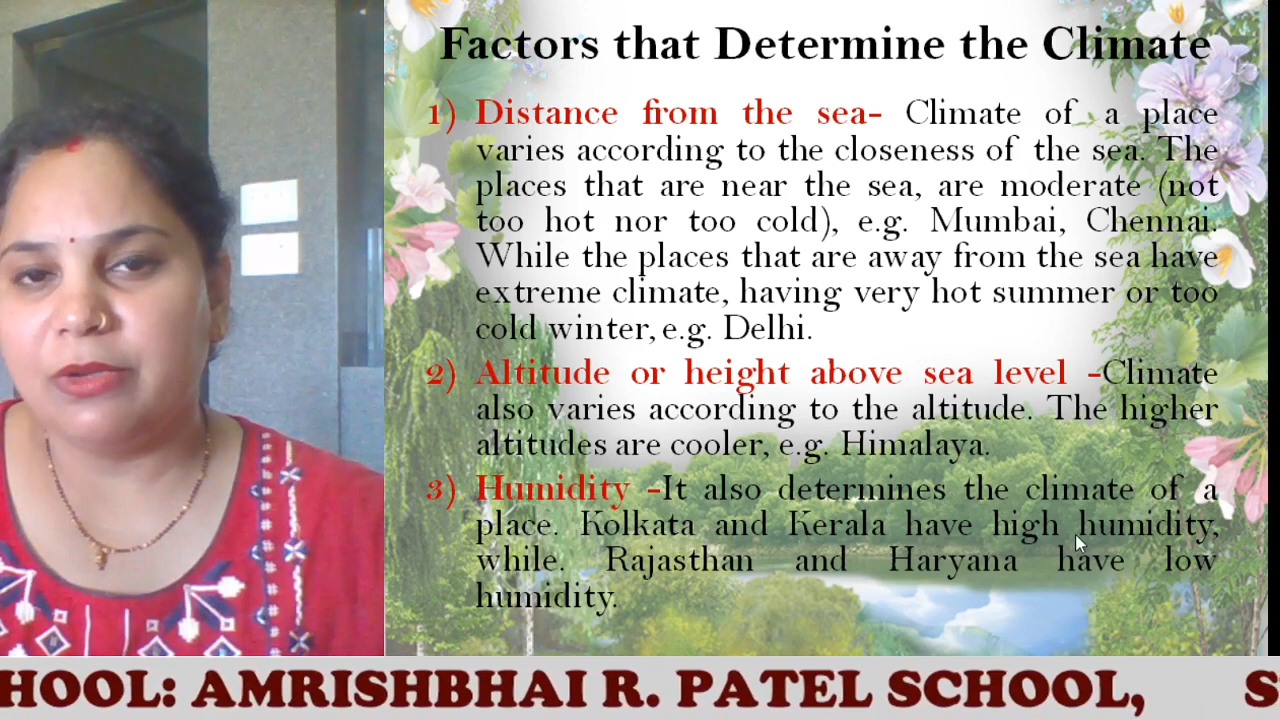 Factors that Determine the Climate
1) Distance from the sea- Climate of a place
varies according to the closeness of the sea. The
places that are near the sea, are moderate (not
too hot nor too cold), e.g. Mumbai, Chennai.
While the places that are away from the sea have
extreme climate, having very hot summer or too
cold winter, e.g. Delhi.
2) Altitude or height above sea level -Climate
also varies according to the altitude. The higher
altitudes are cooler, e.g. Himalaya.
3) Humidity -It also determines the climate of a
place. Kolkata and Kerala have high humidity,
while. Rajasthan and Haryana have low
humidity.
HOOL: AMRISHBHAI R. PATEL SCHOOL, S